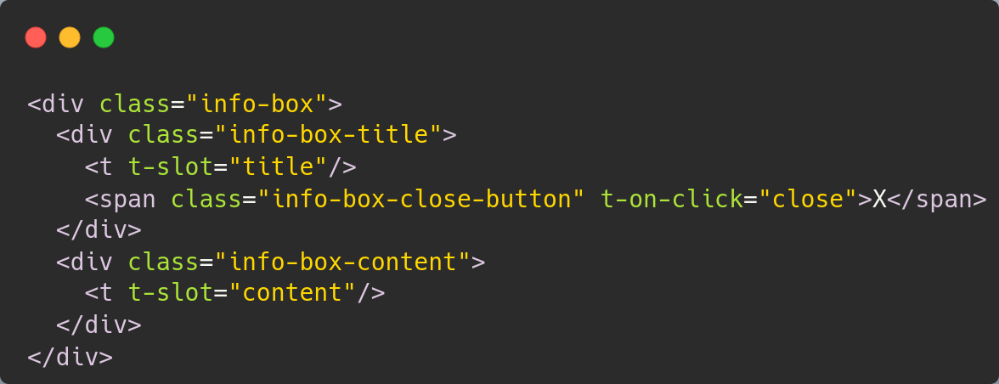 <div class="info-box">
  <div class="info-box-title">
    <t t-slot="title"/>
    <span class="info-box-close-button" t-on-click="close">X</span>
  </div>
  <div class="info-box-content">
    <t t-slot="content"/>
  </div>
</div>